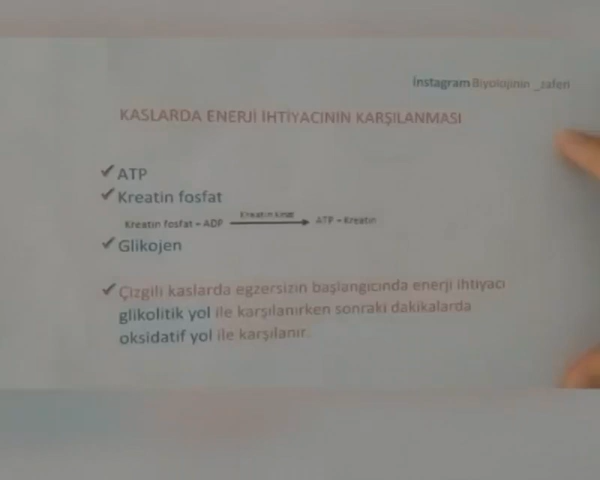 instagram Biyolojinin _zaferi
KASLARDA ENERJİ İHTİYACININ KARŞILANMASI
✔ ATP
✔ Kreatin fosfat
Kreatin kinaz
Kreatin fosfat + ADP → ATP + Kreatin
✔ Glikojen
✔ Çizgili kaslarda egzersizin başlangıcında enerji ihtiyacı
glikolitik yol ile karşılanırken sonraki dakikalarda
oksidatif yol ile karşılanır.